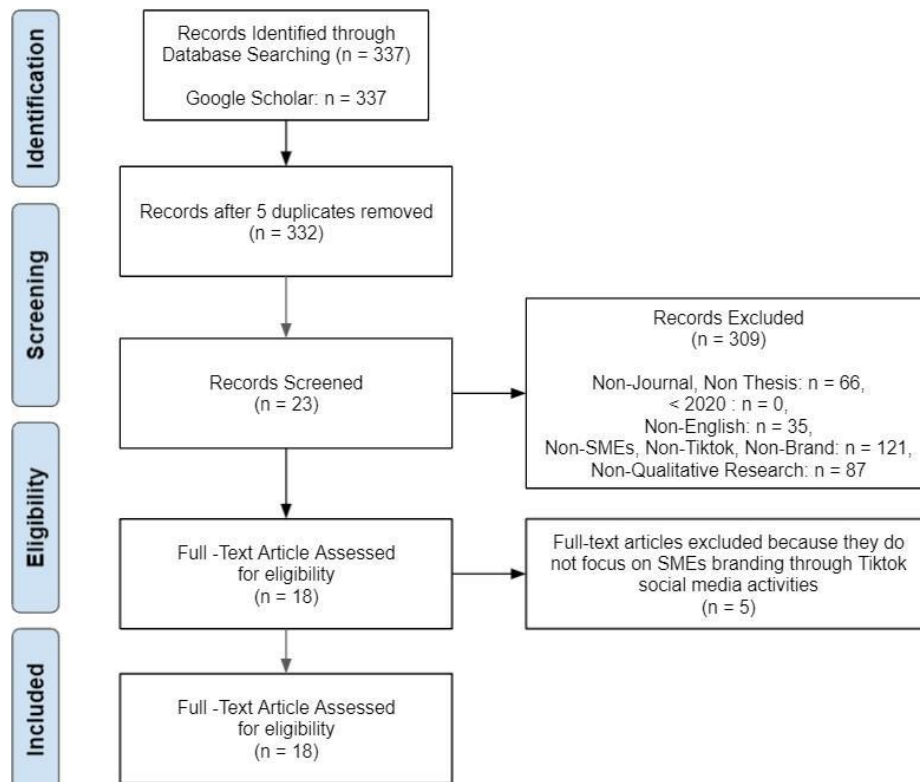 Identification
Records Identified through
Database Searching (n = 337)
Google Scholar: n = 337
Screening
Records after 5 duplicates removed
(n = 332)
Records Screened
(n = 23)
Records Excluded
(n = 309)
Non-Journal, Non Thesis: n = 66,
< 2020 : n = 0,
Non-English: n = 35,
Non-SMEs, Non-Tiktok, Non-Brand: n = 121,
Non-Qualitative Research: n = 87
Eligibility
Full -Text Article Assessed
for eligibility
(n = 18)
Full-text articles excluded because they do
not focus on SMEs branding through Tiktok
social media activities
(n = 5)
Included
Full -Text Article Assessed
for eligibility
(n = 18)